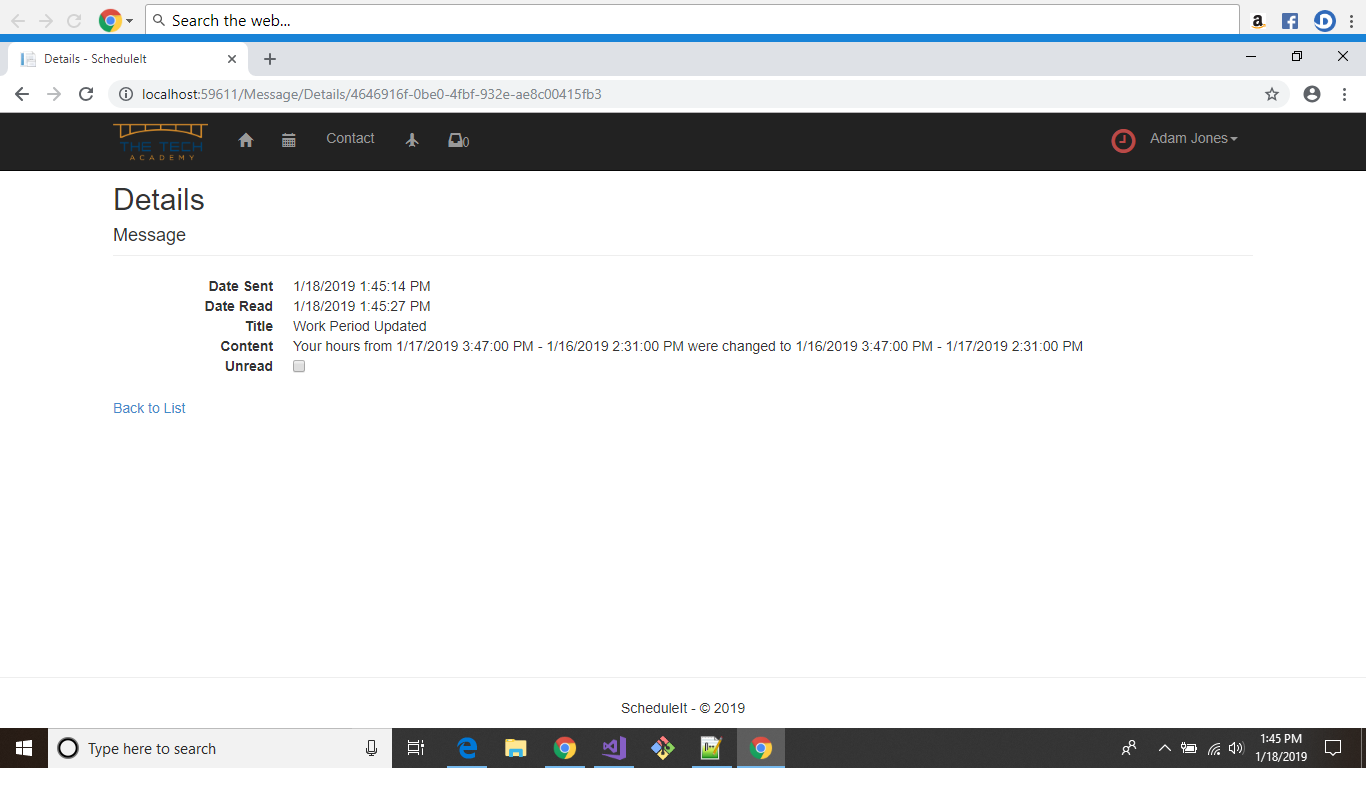 Search the web...
Details - ScheduleIt
localhost:59611/Message/Details/4646916f-0be0-4fbf-932e-ae8c00415fb3
THE TECH
ACADEMY
Contact
0
Adam Jones
Details
Message
Date Sent 1/18/2019 1:45:14 PM
Date Read 1/18/2019 1:45:27 PM
Title Work Period Updated
Content Your hours from 1/17/2019 3:47:00 PM - 1/16/2019 2:31:00 PM were changed to 1/16/2019 3:47:00 PM - 1/17/2019 2:31:00 PM
Unread
Back to List
ScheduleIt - © 2019
Type here to search
1:45 PM
1/18/2019